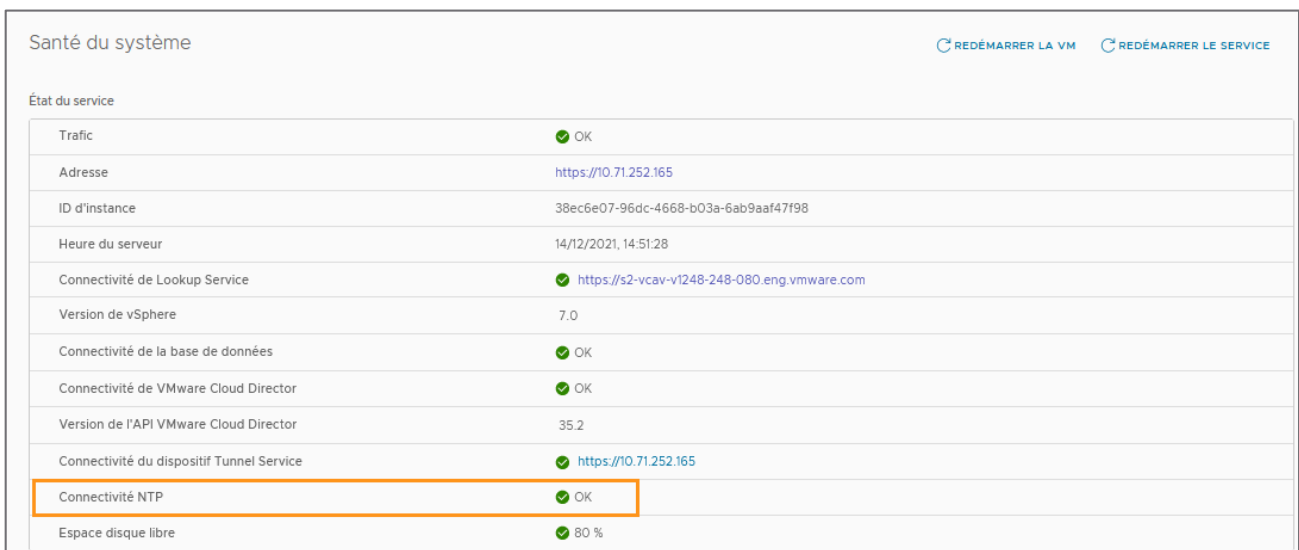 Santé du système
REDÉMARRER LA VM REDÉMARRER LE SERVICE
État du service
Trafic OK
Adresse https://10.71.252.165
ID d'instance 38ec6e07-96dc-4668-b03a-6ab9aaf47f98
Heure du serveur 14/12/2021, 14:51:28
Connectivité de Lookup Service https://s2-vcav-v1248-248-080.eng.vmware.com
Version de vSphere 7.0
Connectivité de la base de données OK
Connectivité de VMware Cloud Director OK
Version de l'API VMware Cloud Director 35.2
Connectivité du dispositif Tunnel Service https://10.71.252.165
Connectivité NTP OK
Espace disque libre 80 %